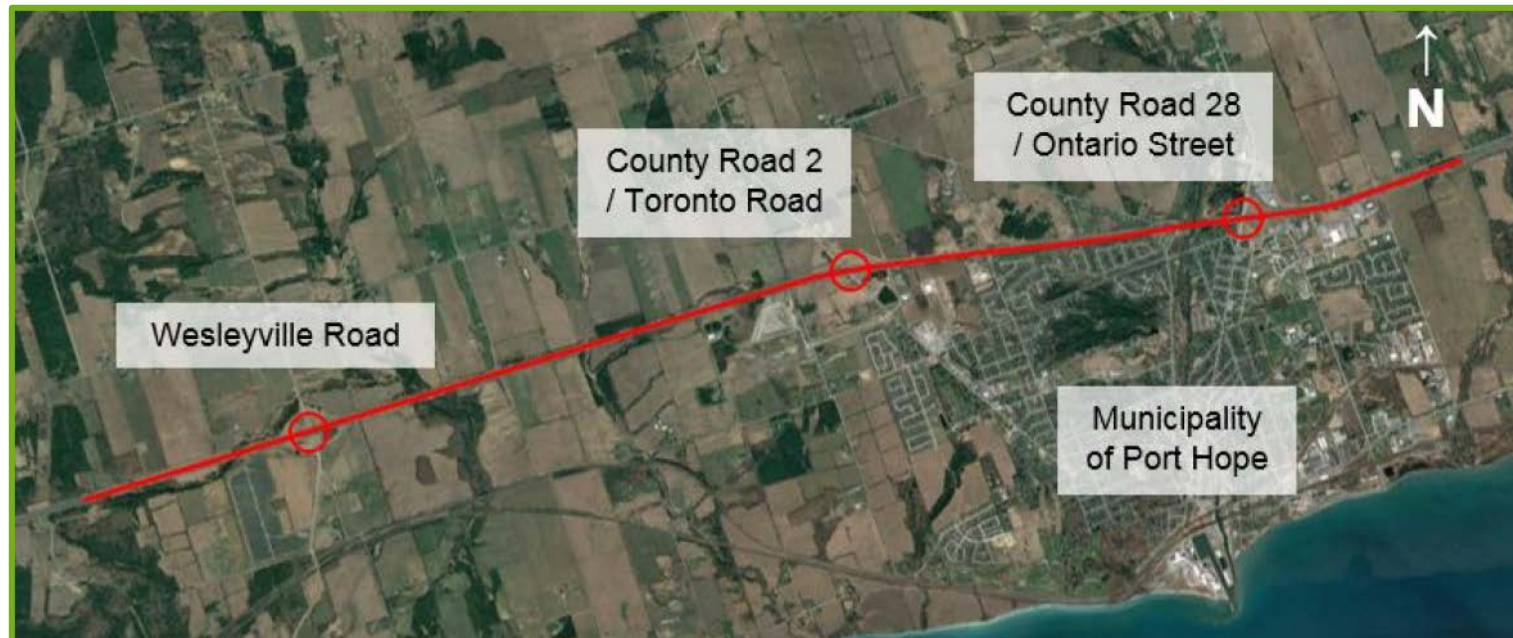 County Road 28
/ Ontario Street
N
County Road 2
/ Toronto Road
Wesleyville Road
Municipality
of Port Hope